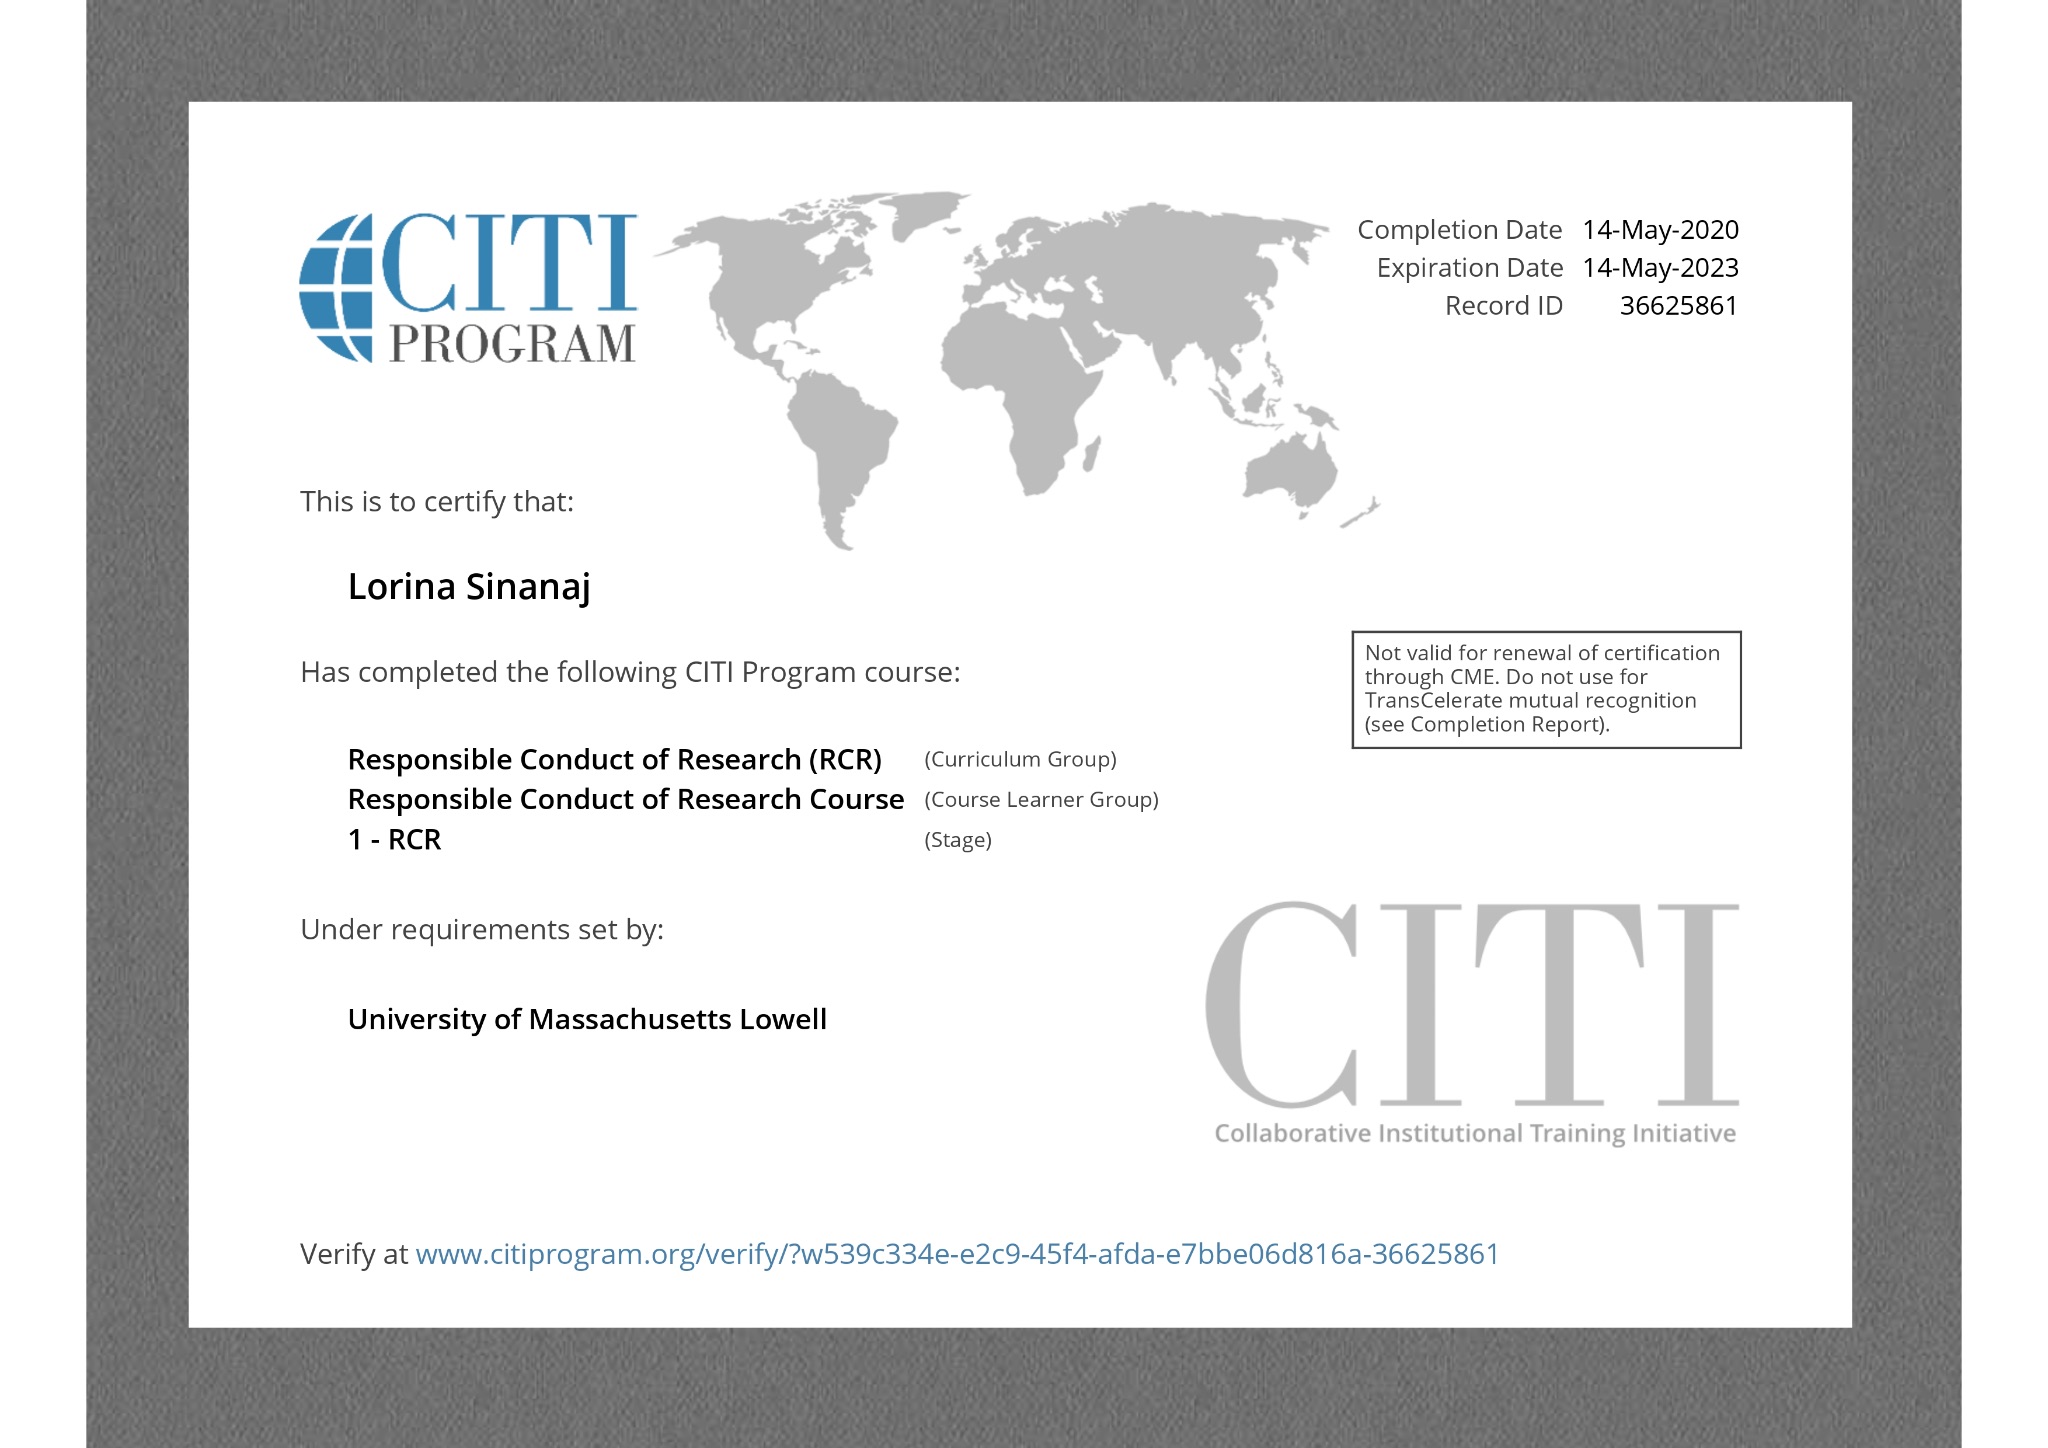 CITI
PROGRAM
Completion Date 14-May-2020
Expiration Date 14-May-2023
Record ID 36625861
This is to certify that:
Lorina Sinanaj
Has completed the following CITI Program course:
Not valid for renewal of certification
through CME. Do not use for
TransCelerate mutual recognition
(see Completion Report).
Responsible Conduct of Research (RCR) (Curriculum Group)
Responsible Conduct of Research Course (Course Learner Group)
1 - RCR (Stage)
Under requirements set by:
University of Massachusetts Lowell
CITI
Collaborative Institutional Training Initiative
Verify at www.citiprogram.org/verify/?w539c334e-e2c9-45f4-afda-e7bbe06d816a-36625861